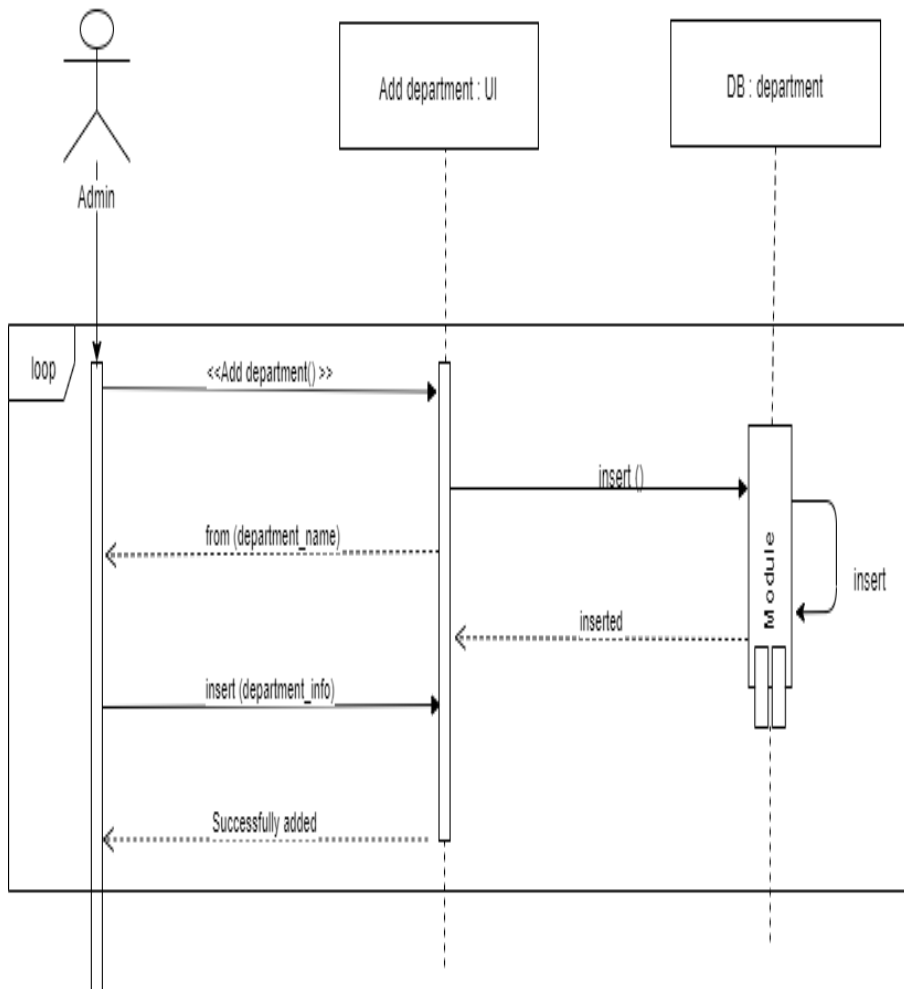 Add department : UI
DB : department
Admin
loop
<<Add department() >>
insert ()
from (department_name)
Module
insert
inserted
insert (department_info)
Successfully added